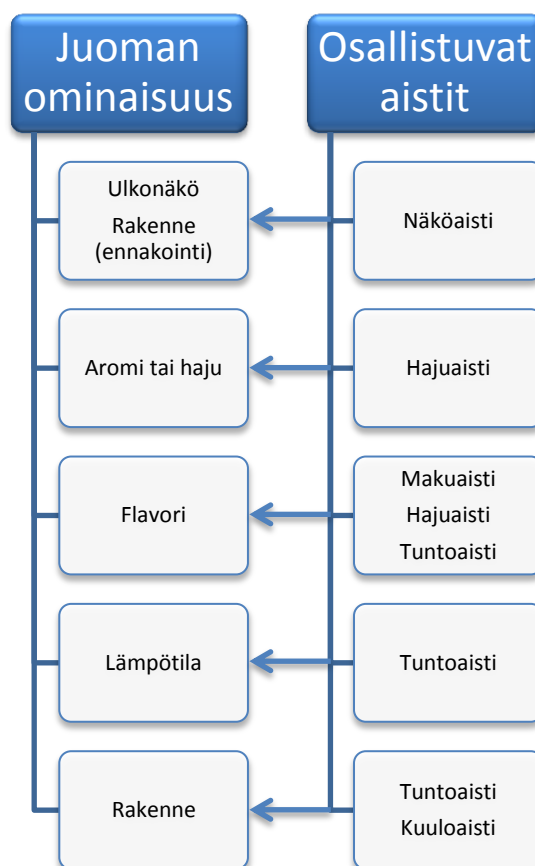 Juoman
ominaisuus
Osallistuvat
aistit
Ulkonäkö
Rakenne
(ennakointi)
Näköaisti
Aromi tai haju
Hajuaisti
Flavori
Makuaisti
Hajuaisti
Tuntoaisti
Lämpötila
Tuntoaisti
Rakenne
Tuntoaisti
Kuuloaisti